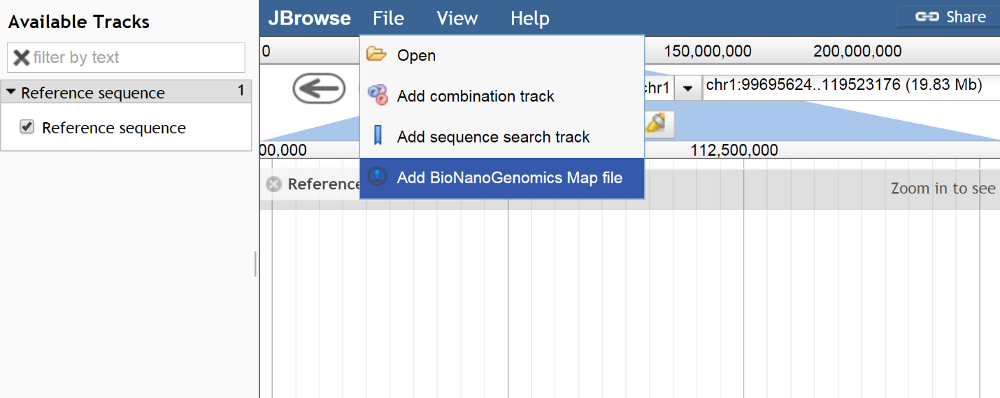 Available Tracks
filter by text
Reference sequence 1
Reference sequence
JBrowse File View Help Share
0 150,000,000 200,000,000
Open
Add combination track
Add sequence search track
Add BioNanoGenomics Map file
chr1 chr1:99695624..119523176 (19.83 Mb)
00,000 112,500,000
Reference
Zoom in to see